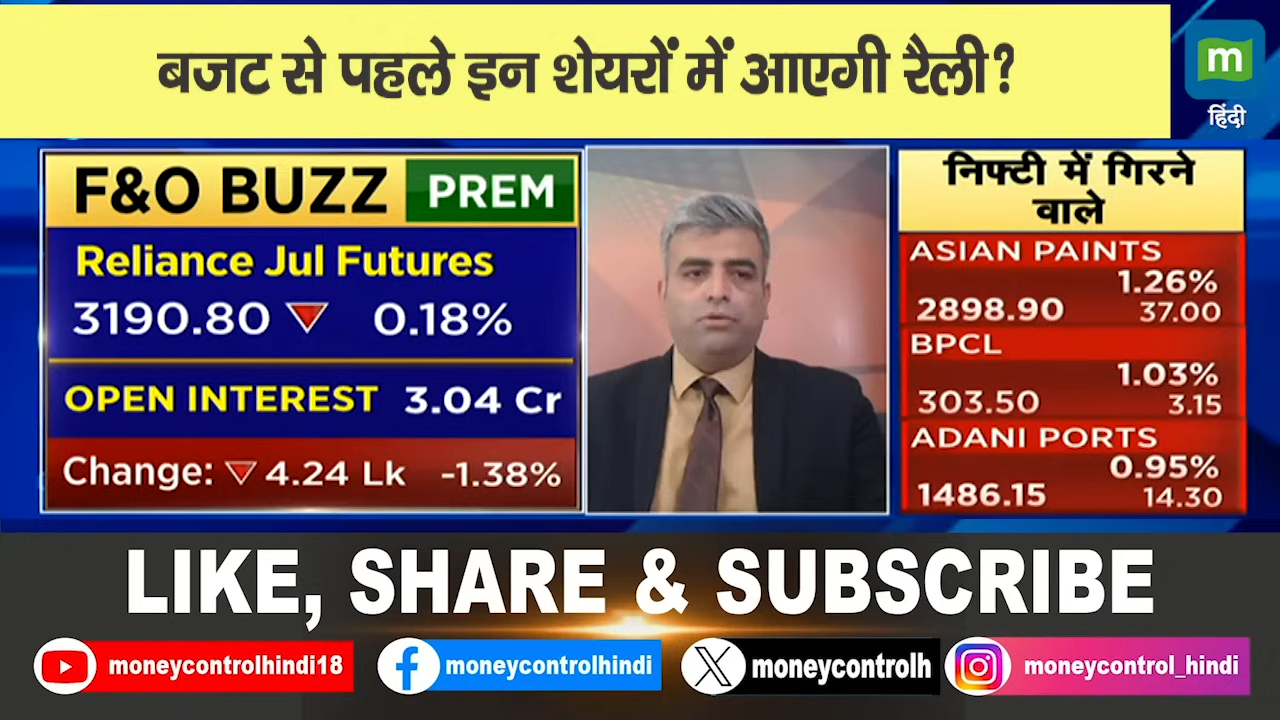 बजट से पहले इन शेयरों में आएगी रैली?
m
हिंदी
F&O BUZZ PREM
Reliance Jul Futures
3190.80 0.18%
OPEN INTEREST 3.04 Cr
Change: 4.24 Lk -1.38%
निफ्टी में गिरने
वाले
ASIAN PAINTS
1.26%
2898.90 37.00
BPCL
1.03%
303.50 3.15
ADANI PORTS
0.95%
1486.15 14.30
LIKE, SHARE & SUBSCRIBE
moneycontrolhindi18 moneycontrolhindi moneycontrolh moneycontrol_hindi